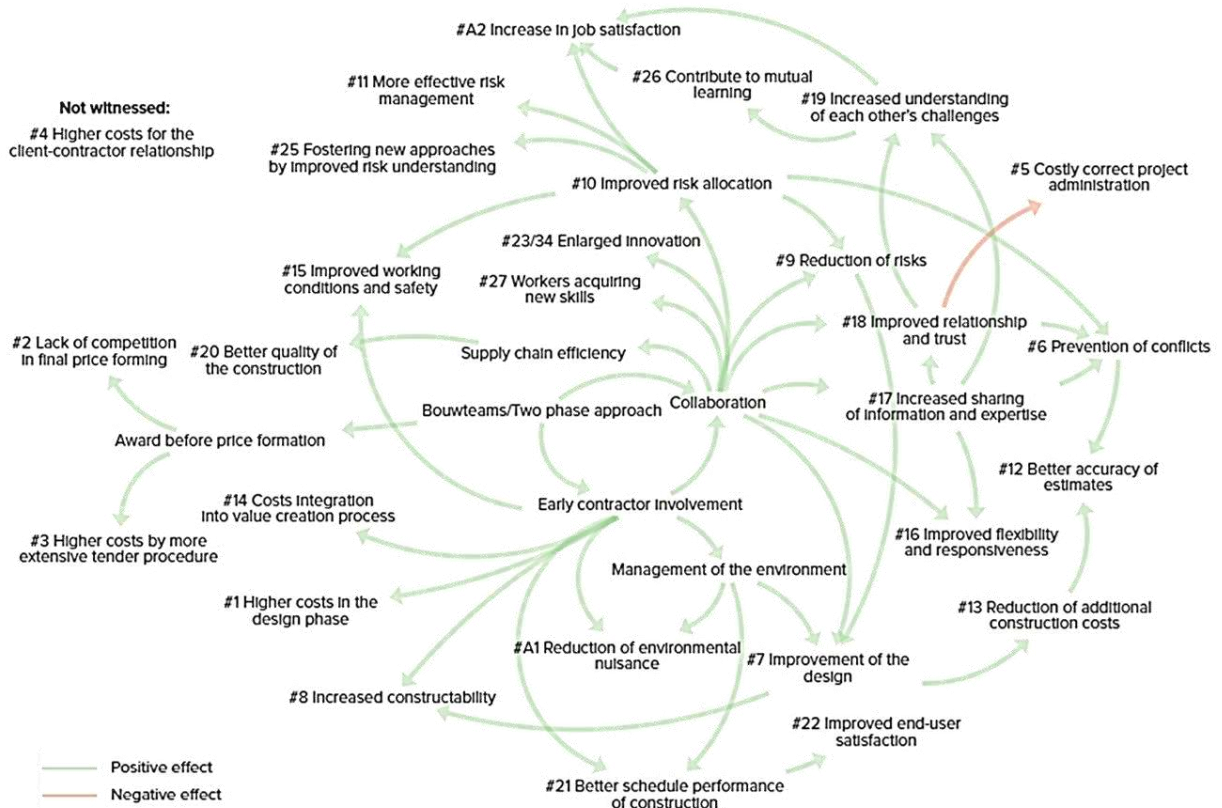 #A2 Increase in job satisfaction
#11 More effective risk
management
#26 Contribute to mutual
learning
#19 Increased understanding
of each other's challenges
Not witnessed:
#4 Higher costs for the
client-contractor relationship
#25 Fostering new approaches
by improved risk understanding
#5 Costly correct project
administration
#10 Improved risk allocation
#23/34 Enlarged innovation
#9 Reduction of risks
#15 Improved working
conditions and safety
#27 Workers acquiring
new skills
#18 Improved relationship
and trust
#2 Lack of competition
in final price forming
#20 Better quality of
the construction
Supply chain efficiency
#6 Prevention of conflicts
Bouwteams/Two phase approach
Collaboration
#17 Increased sharing
of information and expertise
Award before price formation
#12 Better accuracy of
estimates
#14 Costs integration
into value creation process
Early contractor involvement
#3 Higher costs by more
extensive tender procedure
#16 Improved flexibility
and responsiveness
Management of the environment
#1 Higher costs in the
design phase
#13 Reduction of additional
construction costs
#A1 Reduction of environmental
nuisance
#7 Improvement of the
design
#8 Increased constructability
#22 Improved end-user
satisfaction
#21 Better schedule performance
of construction
Positive effect
Negative effect